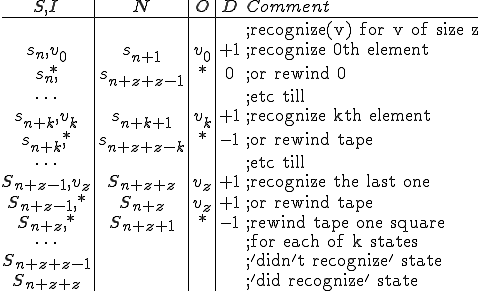 S,I N O D Comment
;recognize(v) for v of size z
s_n,v_0 s_{n+1} v_0 +1 ;recognize 0th element
s_n,* s_{n+z+z-1} * 0 ;or rewind 0
... ;etc till
s_{n+k},v_k s_{n+k+1} v_k +1 ;recognize kth element
s_{n+k},* s_{n+z+z-k} * -1 ;or rewind tape
... ;etc till
S_{n+z-1},v_z S_{n+z+z} v_z +1 ;recognize the last one
S_{n+z-1},* S_{n+z} v_z +1 ;or rewind tape
S_{n+z},* S_{n+z+1} * -1 ;rewind tape one square
... ;for each of k states
S_{n+z+z-1} ;'didn't recognize' state
S_{n+z+z} ;'did recognize' state